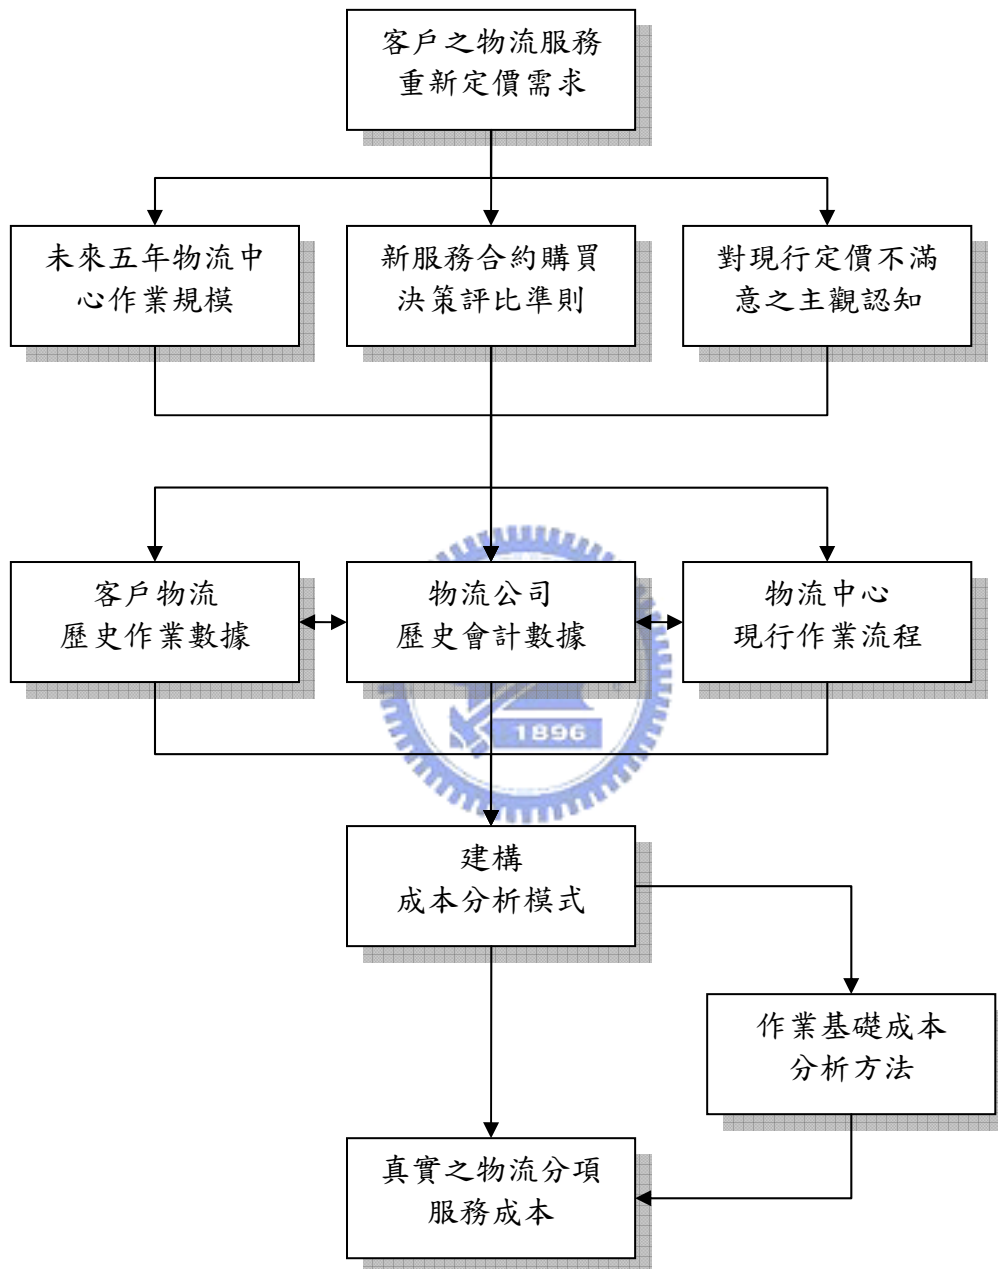 客戶之物流服務
重新定價需求
未來五年物流中
心作業規模
新服務合約購買
決策評比準則
對現行定價不滿
意之主觀認知
客戶物流
歷史作業數據
物流公司
歷史會計數據
物流中心
現行作業流程
1896
建構
成本分析模式
作業基礎成本
分析方法
真實之物流分項
服務成本